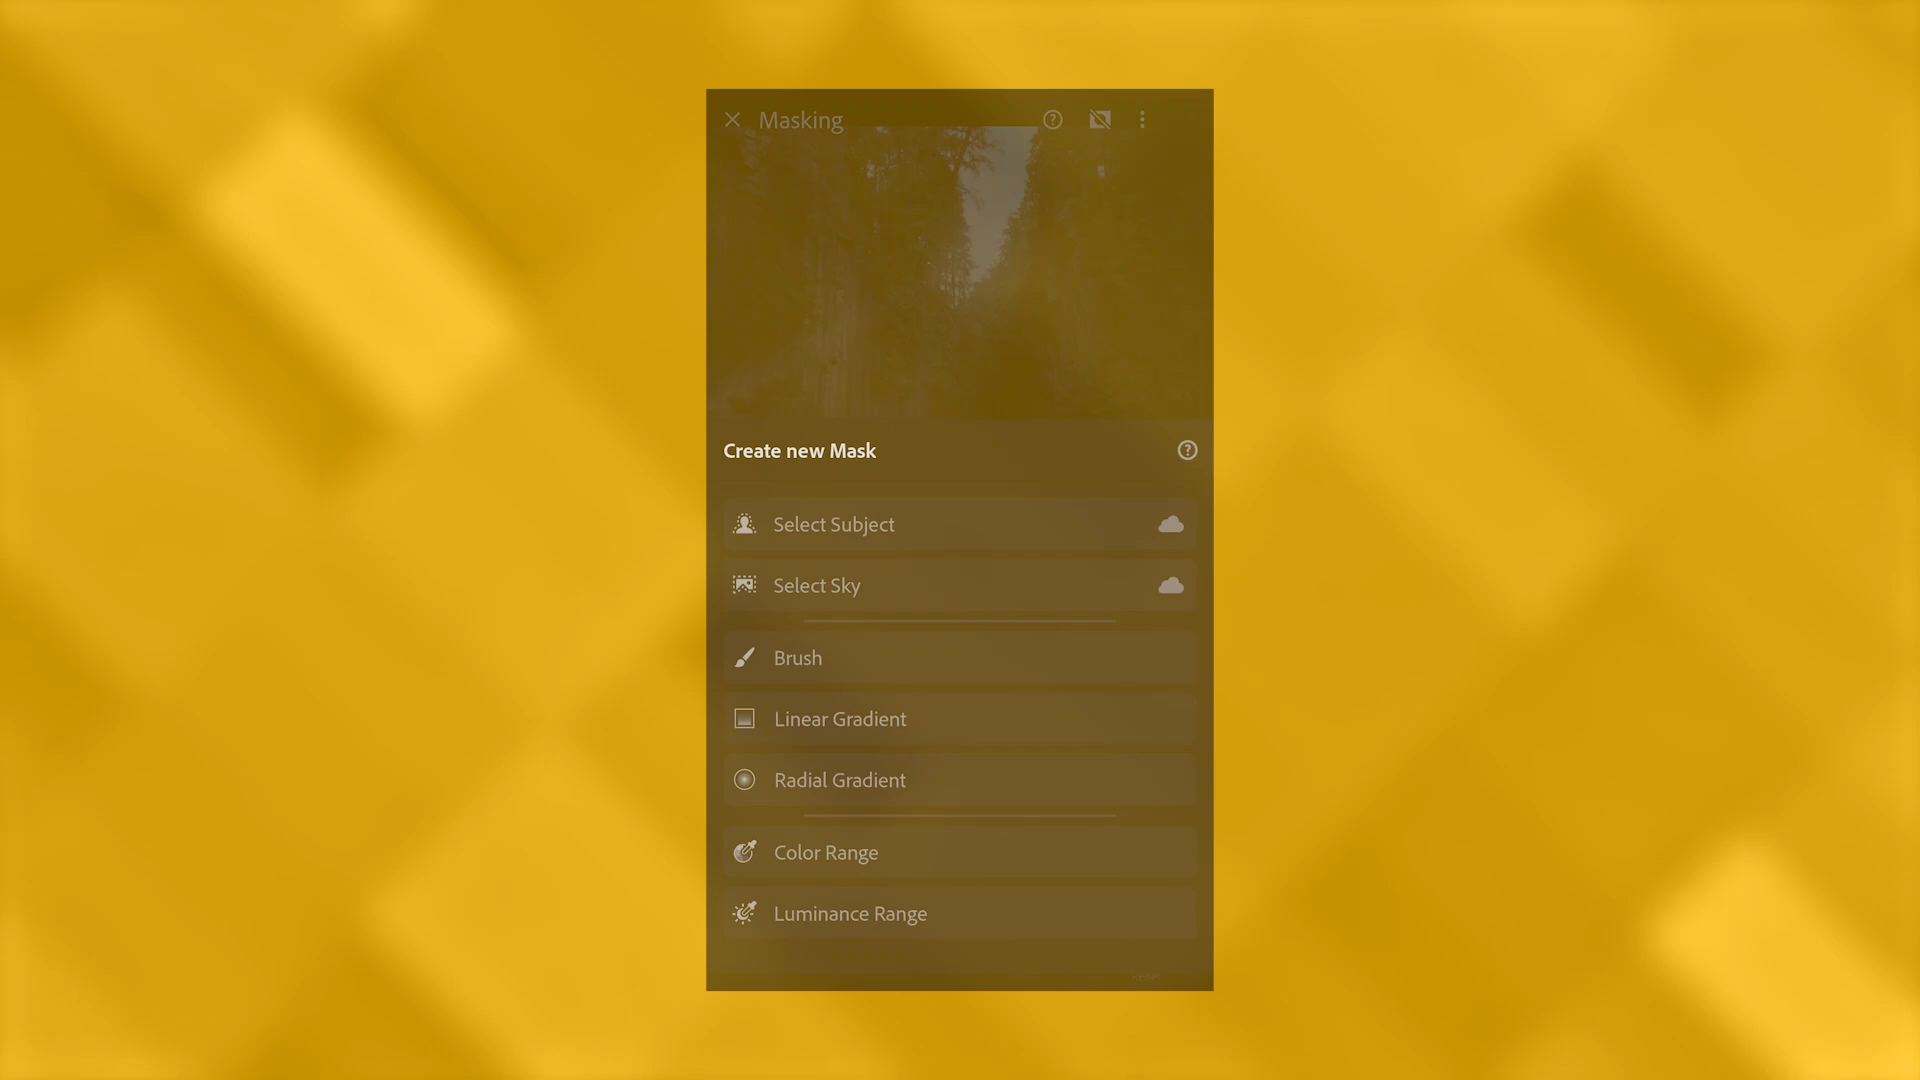 Masking
Create new Mask
Select Subject
Select Sky
Brush
Linear Gradient
Radial Gradient
Color Range
Luminance Range